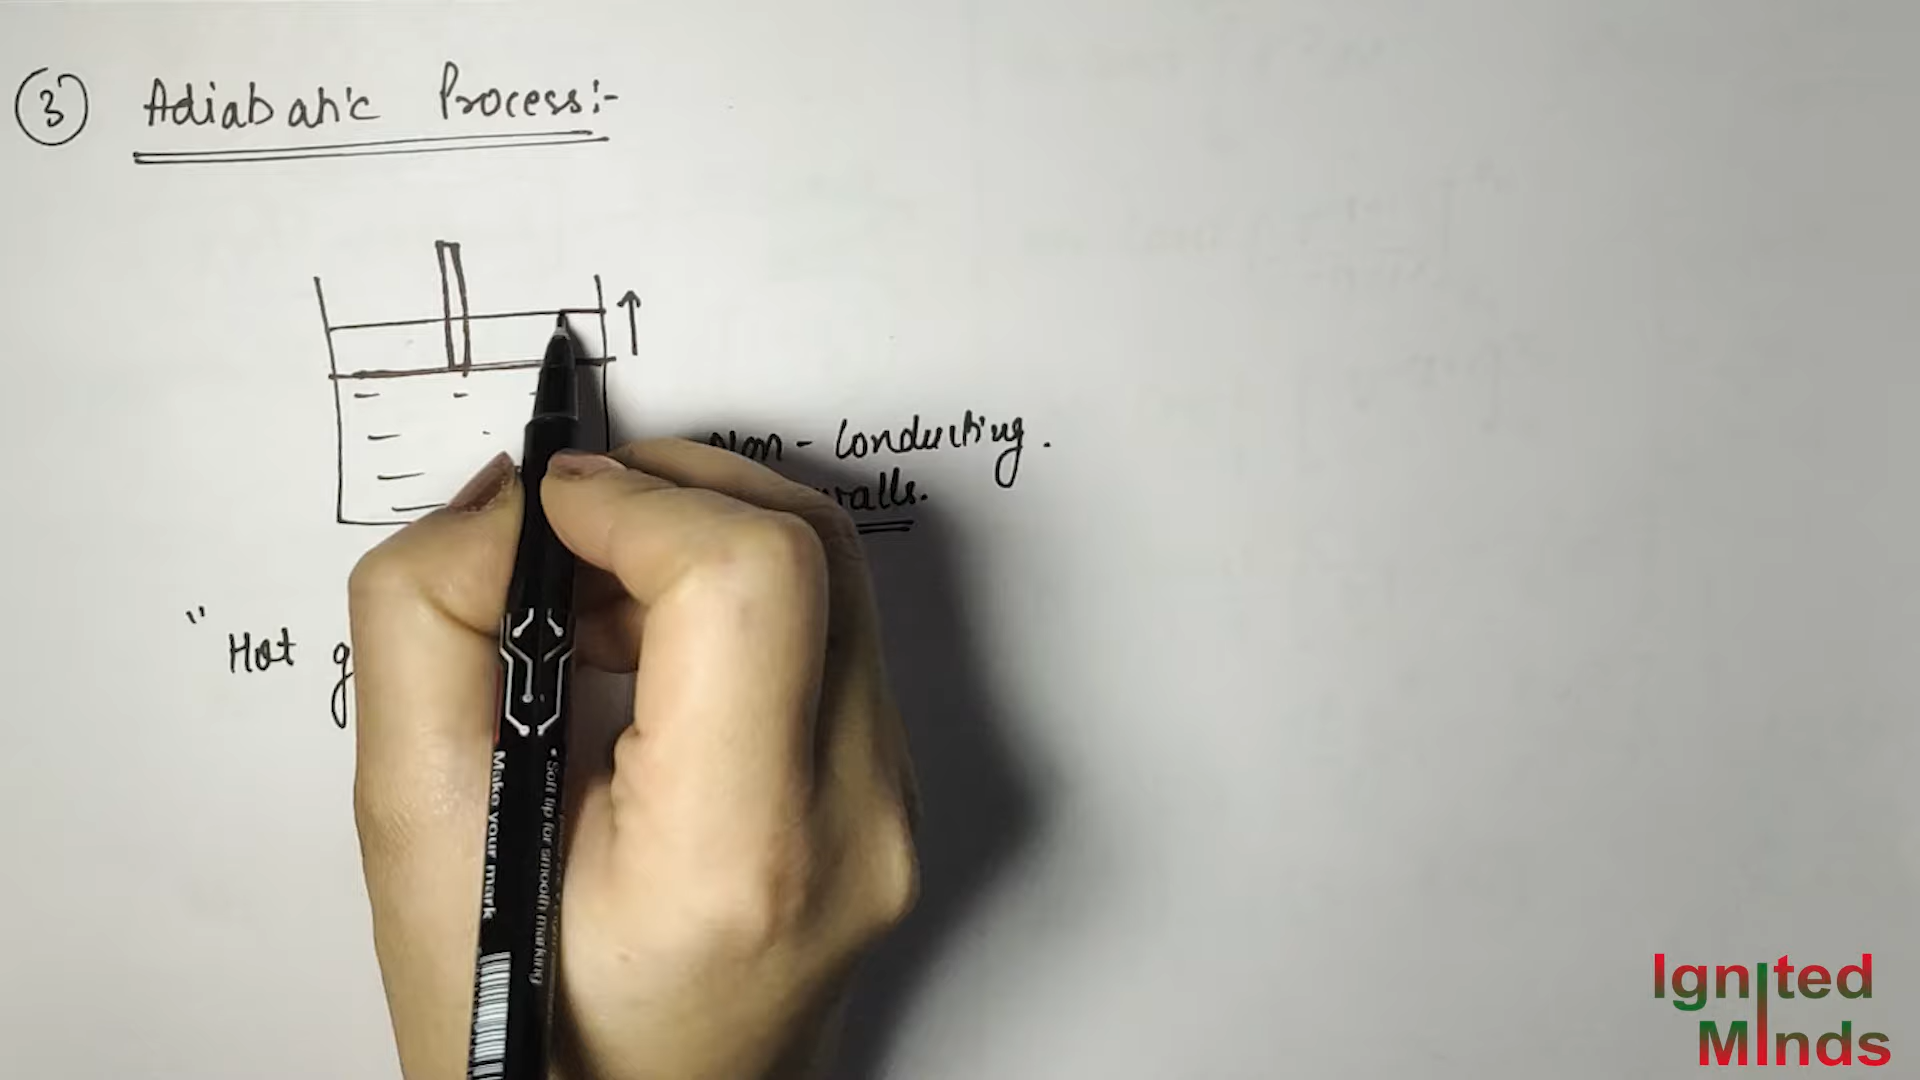 3 Adiabatic Process:-
Non-Conducting.
walls.
"Hot g
Make your mark
• Soft tip for smooth marking
Ignited
Minds